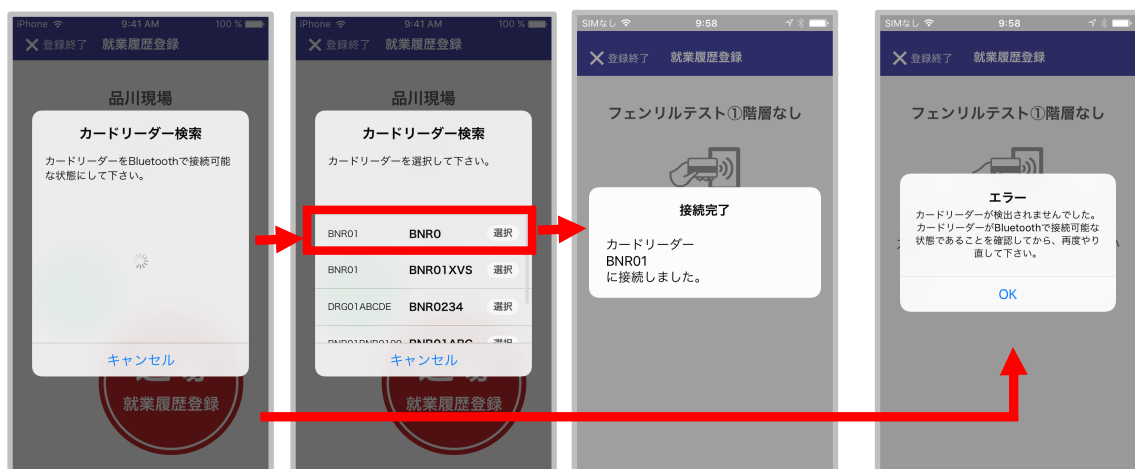 iPhone 9:41 AM 100 %
登録終了 就業履歴登録
品川現場
カードリーダー検索
カードリーダーをBluetoothで接続可能
な状態にして下さい。
キャンセル
就業履歴登録
iPhone 9:41 AM 100 %
登録終了 就業履歴登録
品川現場
カードリーダー検索
カードリーダーを選択して下さい。
BNR01 BNR0 選択
BNR01 BNR01XVS 選択
DRG01ABCDE BNR0234 選択
キャンセル
就業履歴登録
SIMなし 9:58
登録終了 就業履歴登録
フェンリルテスト①階層なし
接続完了
カードリーダー
BNR01
に接続しました。
SIMなし 9:58
登録終了 就業履歴登録
フェンリルテスト①階層なし
エラー
カードリーダーが検出されませんでした。
カードリーダーがBluetoothで接続可能な
状態であることを確認してから、再度やり
直して下さい。
OK